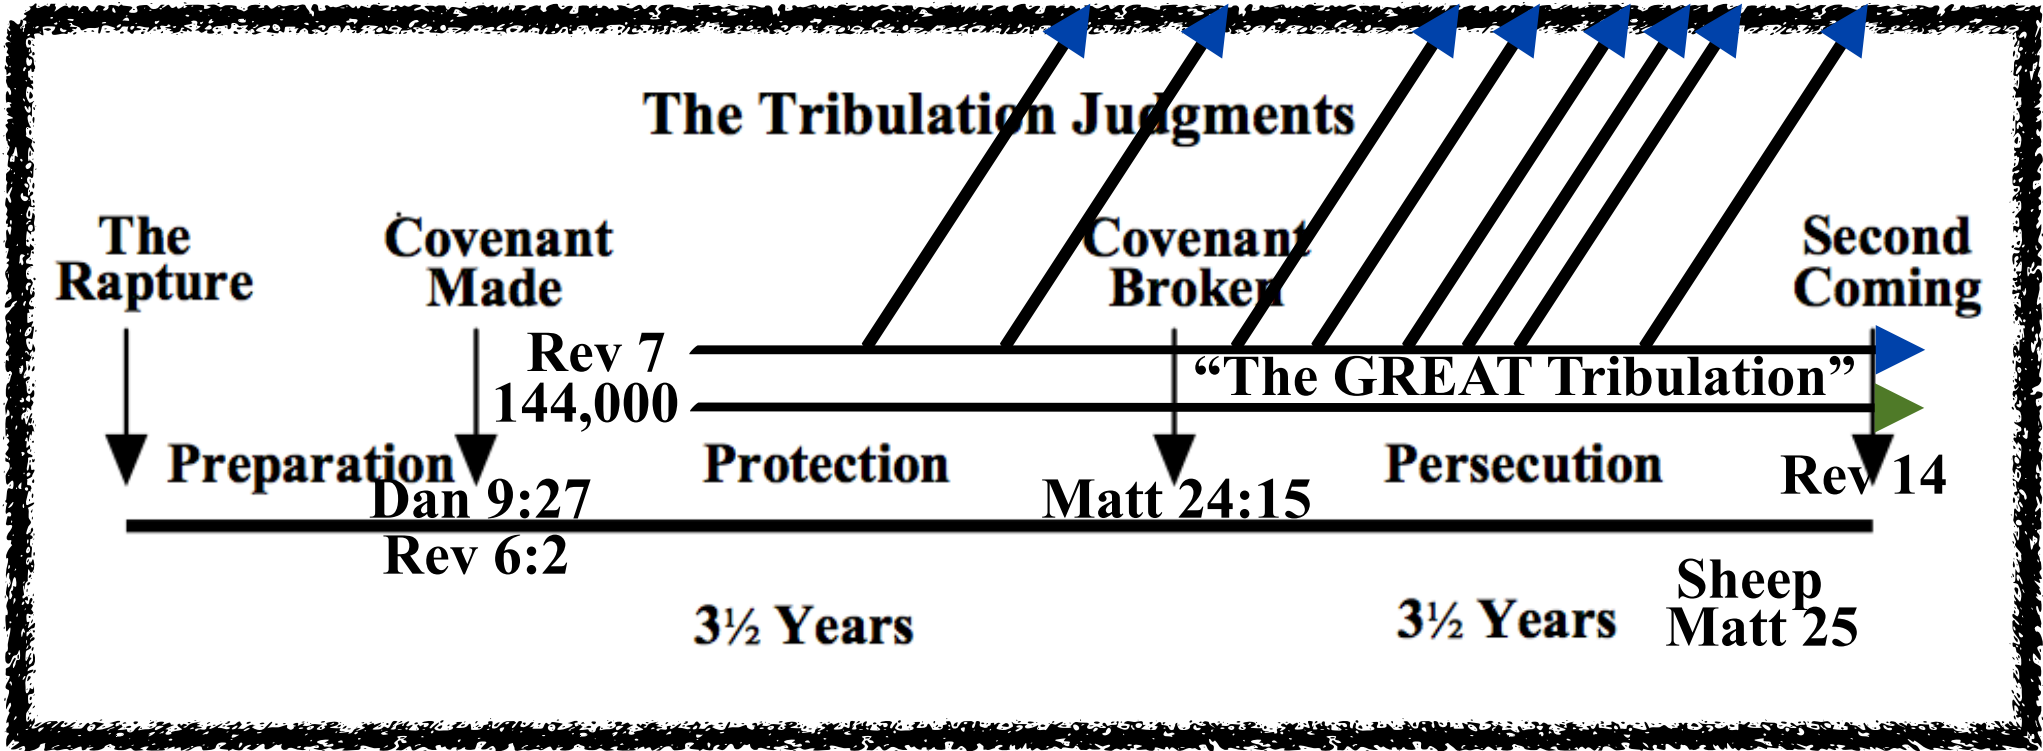 The Tribulation Judgments
The
Rapture
Covenant
Made
Covenant
Broken
Second
Coming
Rev 7
144,000
“The GREAT Tribulation”
Preparation
Protection
Persecution
Rev 14
Dan 9:27
Matt 24:15
Rev 6:2
3½ Years
3½ Years
Sheep
Matt 25